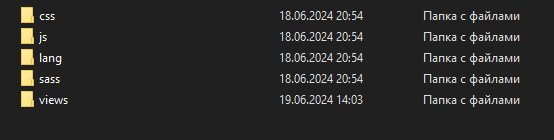 css 18.06.2024 20:54 Папка с файлами
js 18.06.2024 20:54 Папка с файлами
lang 18.06.2024 20:54 Папка с файлами
sass 18.06.2024 20:54 Папка с файлами
views 19.06.2024 14:03 Папка с файлами